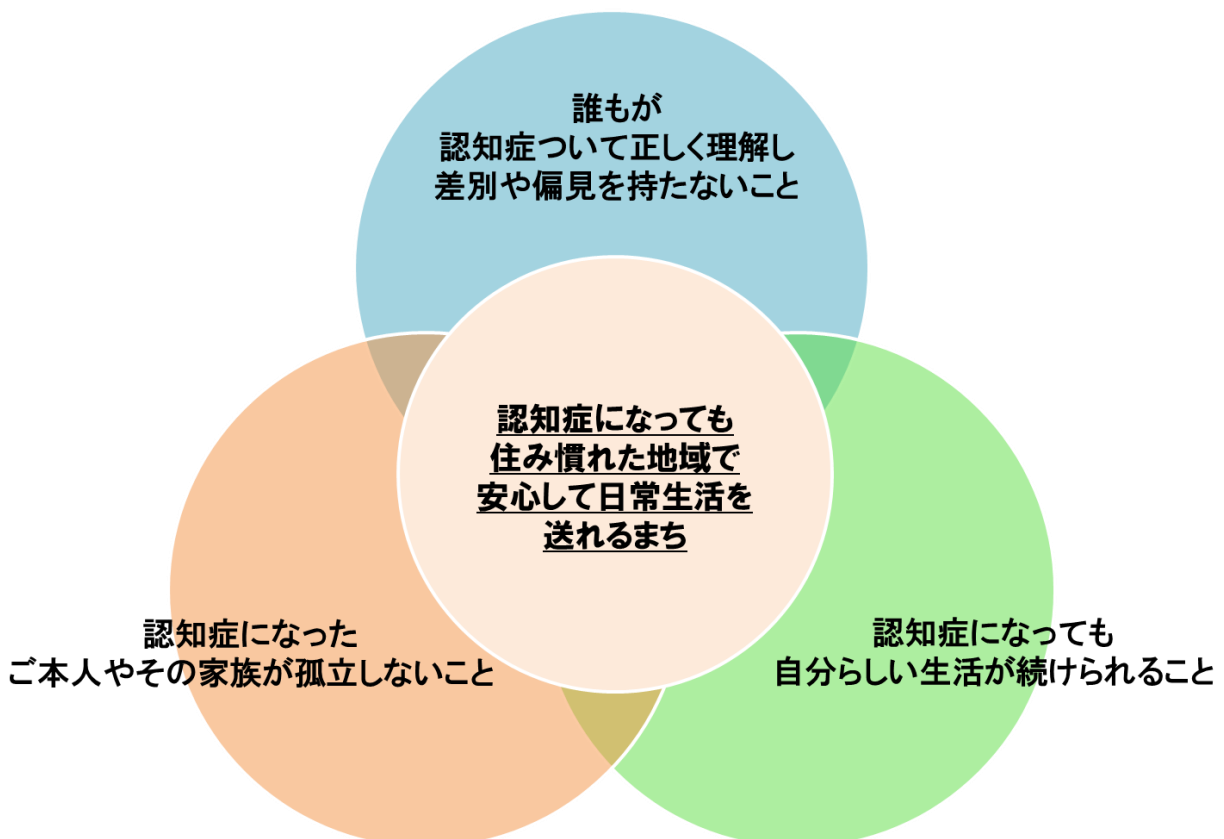 誰もが
認知症ついて正しく理解し
差別や偏見を持たないこと
認知症になっても
住み慣れた地域で
安心して日常生活を
送れるまち
認知症になった
ご本人やその家族が孤立しないこと
認知症になっても
自分らしい生活が続けられること